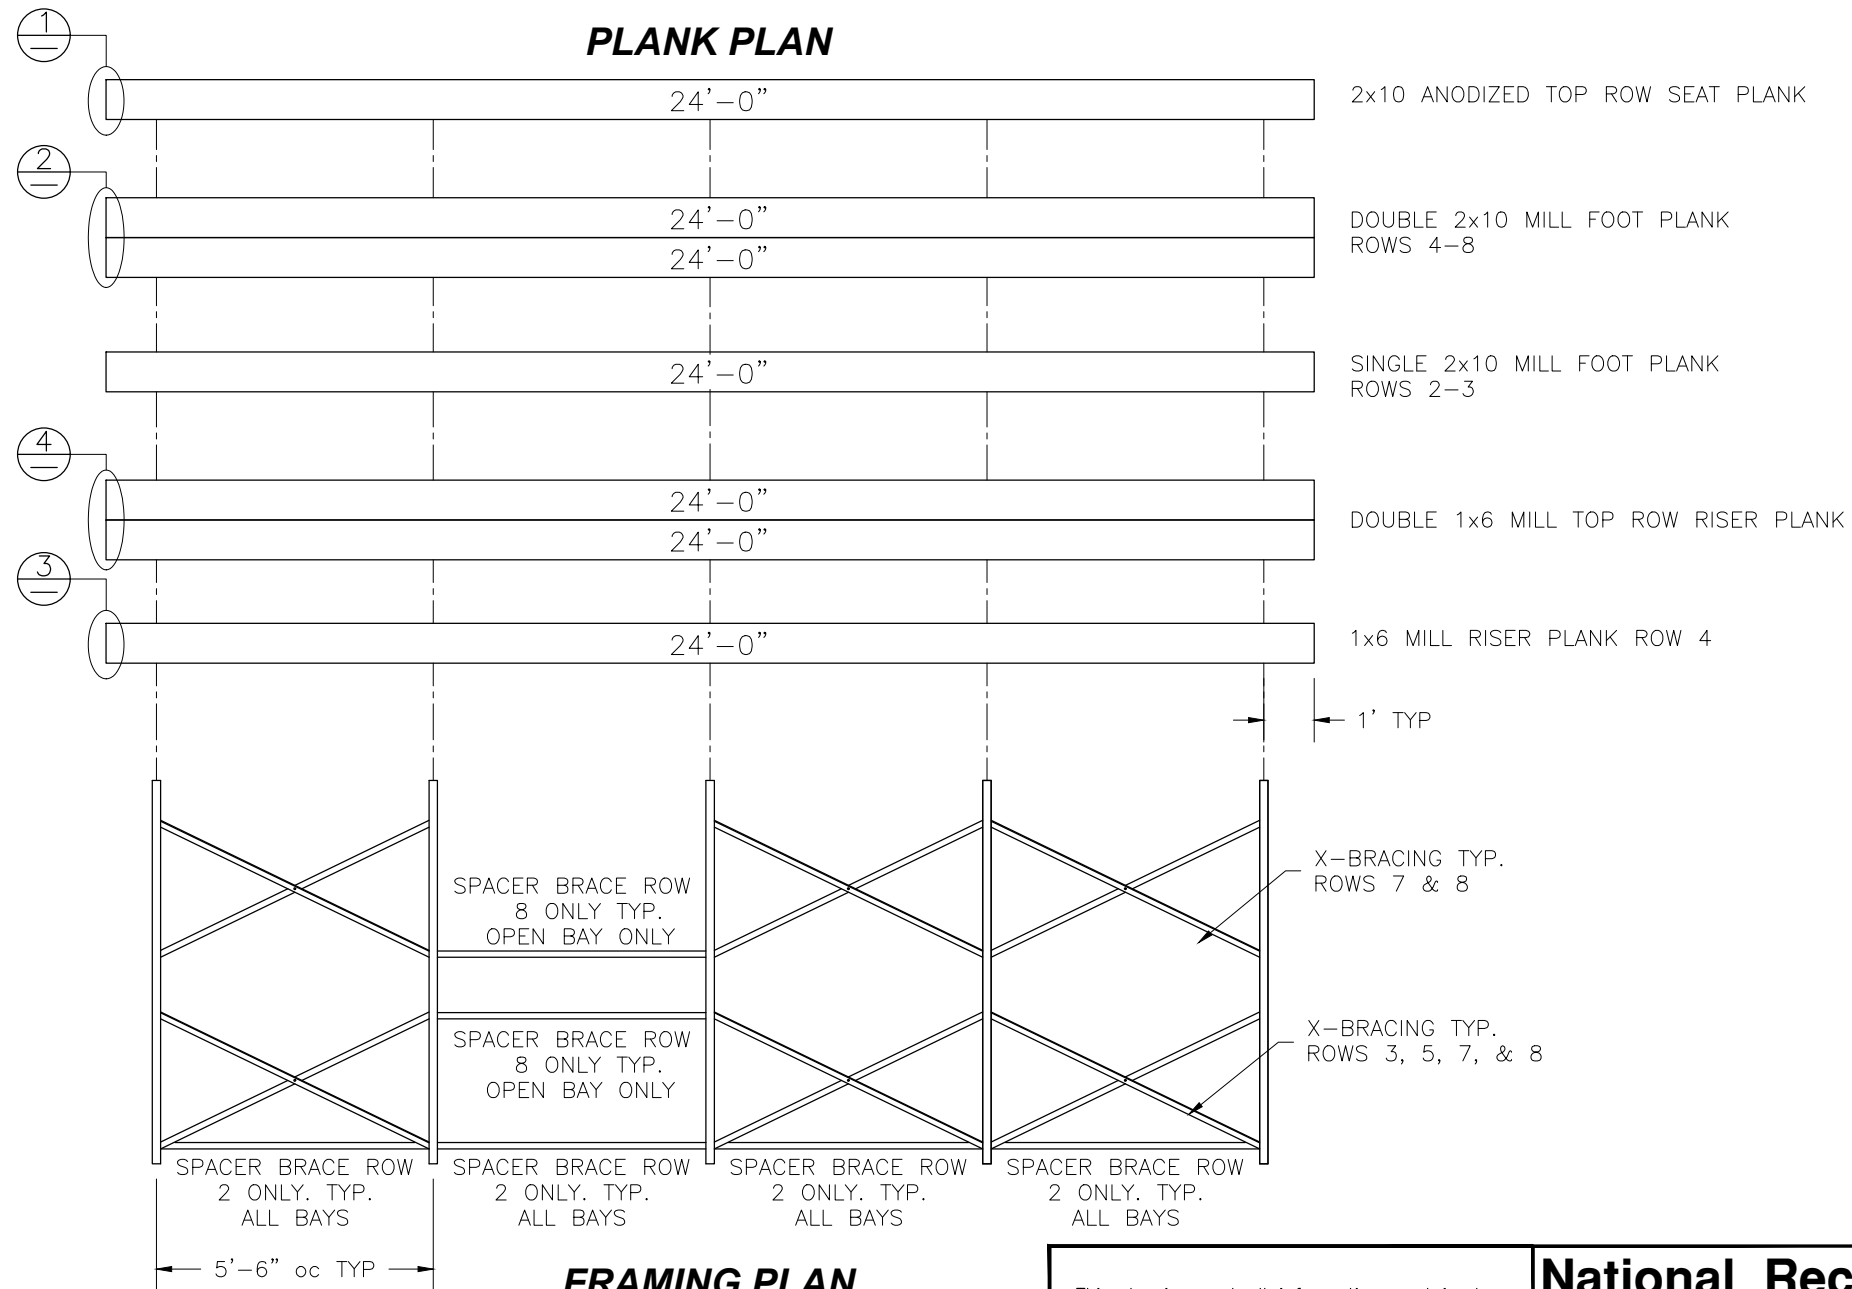 1
PLANK PLAN
24'-0"
2x10 ANODIZED TOP ROW SEAT PLANK
2
24'-0"
24'-0"
DOUBLE 2x10 MILL FOOT PLANK
ROWS 4-8
24'-0"
SINGLE 2x10 MILL FOOT PLANK
ROWS 2-3
4
24'-0"
24'-0"
DOUBLE 1x6 MILL TOP ROW RISER PLANK
3
24'-0"
1x6 MILL RISER PLANK ROW 4
1' TYP
X-BRACING TYP.
ROWS 7 & 8
SPACER BRACE ROW
8 ONLY TYP.
OPEN BAY ONLY
X-BRACING TYP.
ROWS 3, 5, 7, & 8
SPACER BRACE ROW
8 ONLY TYP.
OPEN BAY ONLY
SPACER BRACE ROW
2 ONLY. TYP.
ALL BAYS
SPACER BRACE ROW
2 ONLY. TYP.
ALL BAYS
SPACER BRACE ROW
2 ONLY. TYP.
ALL BAYS
SPACER BRACE ROW
2 ONLY. TYP.
ALL BAYS
5'-6" oc TYP
FRAMING PLAN
National Rec